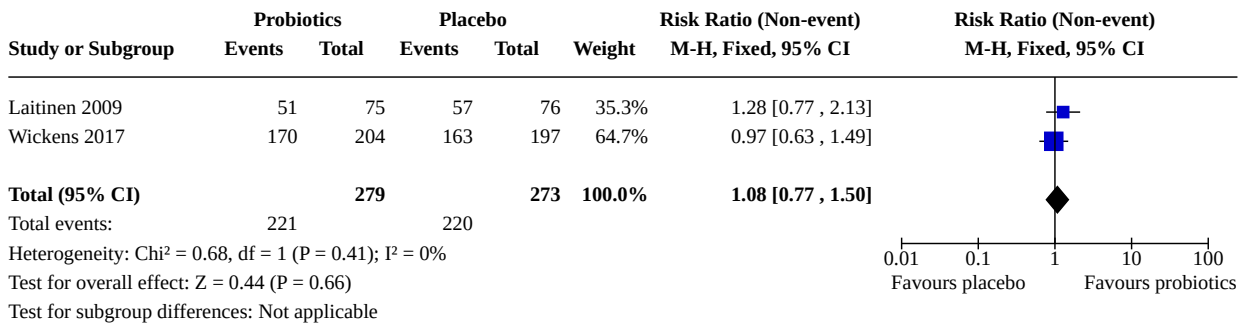 Probiotics Placebo Risk Ratio (Non-event) Risk Ratio (Non-event)
Study or Subgroup Events Total Events Total Weight M-H, Fixed, 95% CI M-H, Fixed, 95% CI
Laitinen 2009 51 75 57 76 35.3% 1.28 [0.77 , 2.13]
Wickens 2017 170 204 163 197 64.7% 0.97 [0.63 , 1.49]
Total (95% CI) 279 273 100.0% 1.08 [0.77 , 1.50]
Total events: 221 220
Heterogeneity: Chi² = 0.68, df = 1 (P = 0.41); I² = 0%
0.01 0.1 1 10 100
Test for overall effect: Z = 0.44 (P = 0.66) Favours placebo Favours probiotics
Test for subgroup differences: Not applicable